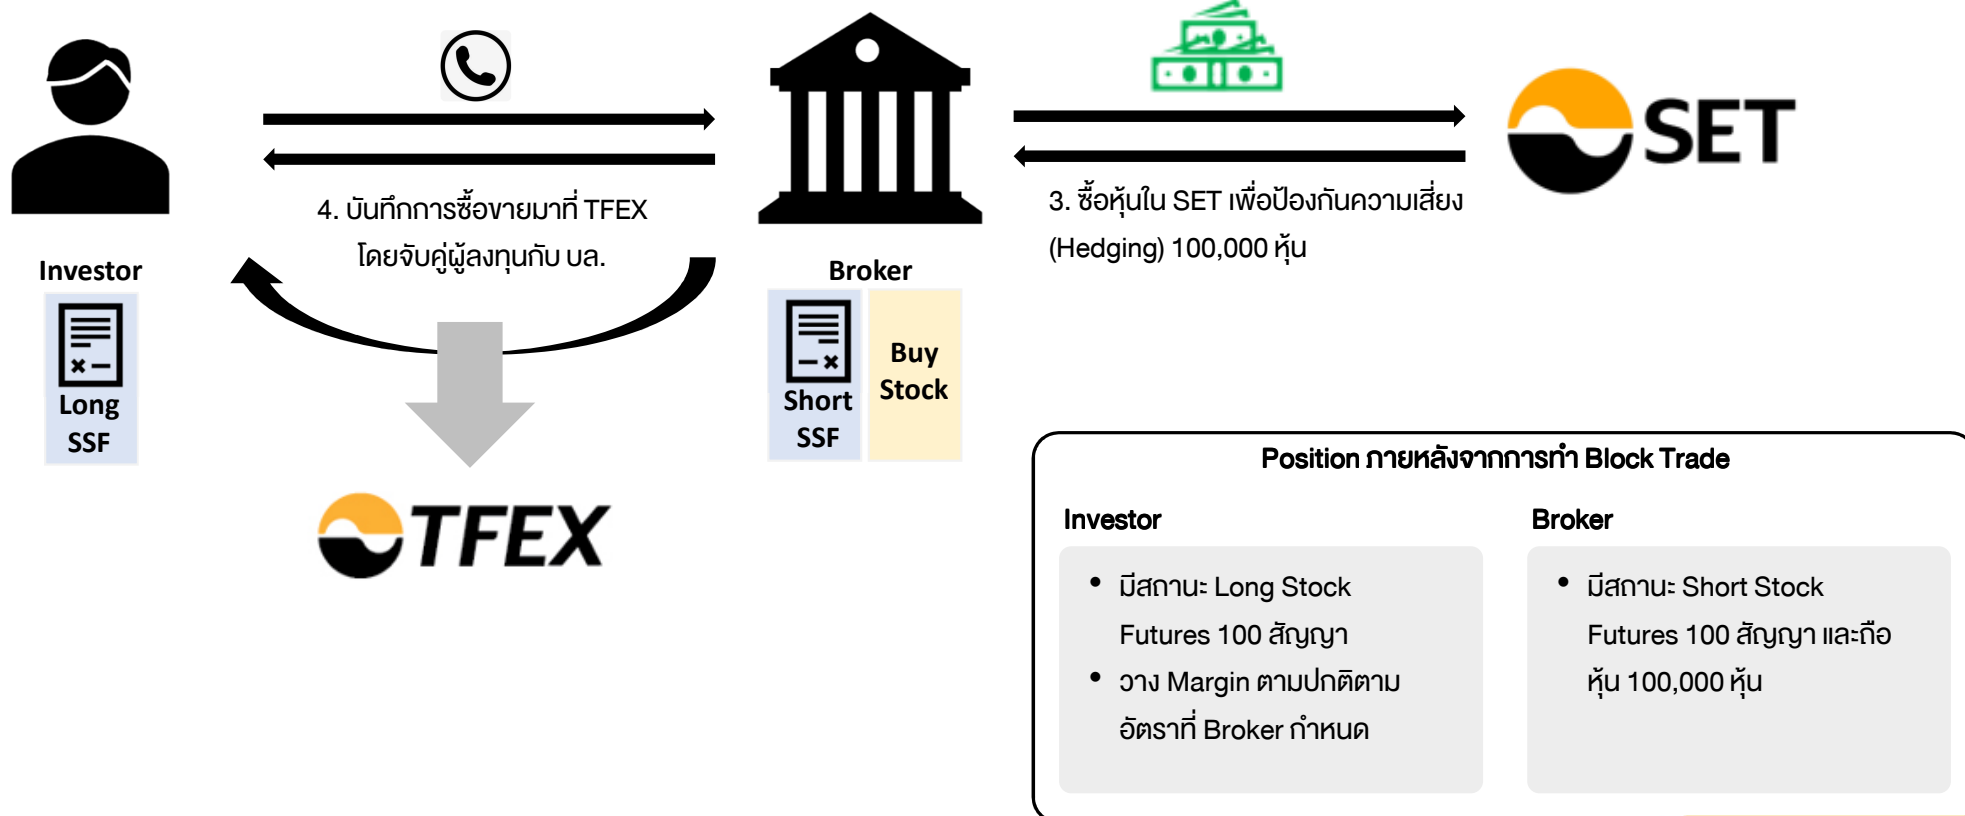 SET
4. บันทึกการซื้อขายมาที่ TFEX
โดยจับคู่ผู้ลงทุนกับ บล.
3. ซื้อหุ้นใน SET เพื่อป้องกันความเสี่ยง
(Hedging) 100,000 หุ้น
Investor
Long
SSF
Broker
Short
SSF
Buy
Stock
TFEX
Position ภายหลังจากการทำ Block Trade
Investor
• มีสถานะ Long Stock
Futures 100 สัญญา
• วาง Margin ตามปกติตาม
อัตราที่ Broker กำหนด
Broker
• มีสถานะ Short Stock
Futures 100 สัญญา และถือ
หุ้น 100,000 หุ้น